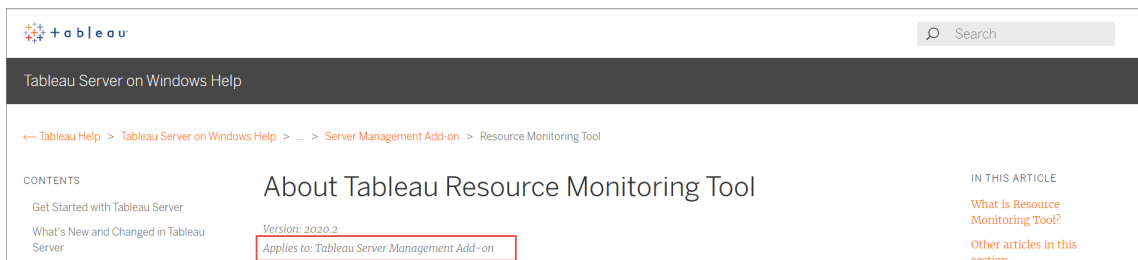 + a b | e a u
Search
Tableau Server on Windows Help
← Tableau Help > Tableau Server on Windows Help > ... > Server Management Add-on > Resource Monitoring Tool
CONTENTS
Get Started with Tableau Server
What's New and Changed in Tableau
Server
About Tableau Resource Monitoring Tool
Version: 2020.2
Applies to: Tableau Server Management Add-on
IN THIS ARTICLE
What is Resource
Monitoring Tool?
Other articles in this
section